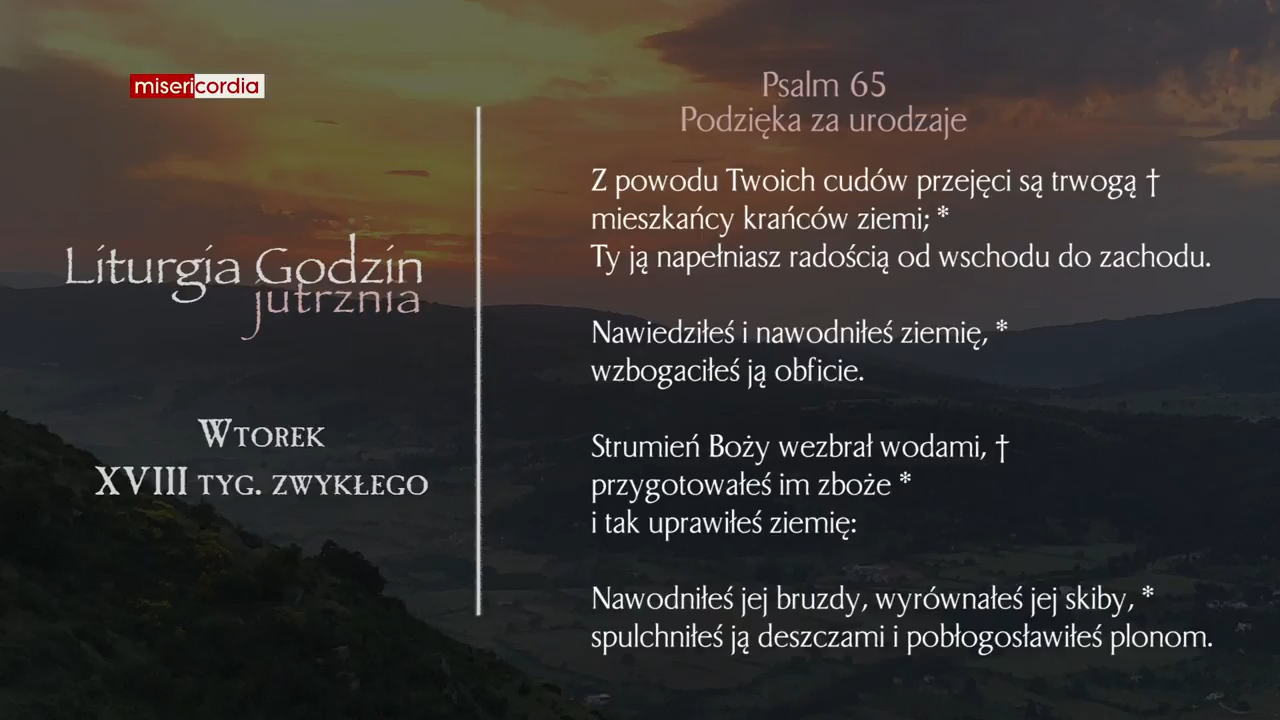 misericordia
Liturgia Godzin
jutrznia
Wtorek
XVIII tyg. zwykłego
Psalm 65
Podzięka za urodzaje
Z powodu Twoich cudów przejęci są trwogą †
mieszkańcy krańców ziemi; *
Ty ją napełniasz radością od wschodu do zachodu.
Nawiedziłeś i nawodniłeś ziemię, *
wzbogaciłeś ją obficie.
Strumień Boży wezbrał wodami, †
przygotowałeś im zboże *
i tak uprawiłeś ziemię:
Nawodniłeś jej bruzdy, wyrównałeś jej skiby, *
spulchniłeś ją deszczami i pobłogosławiłeś plonom.